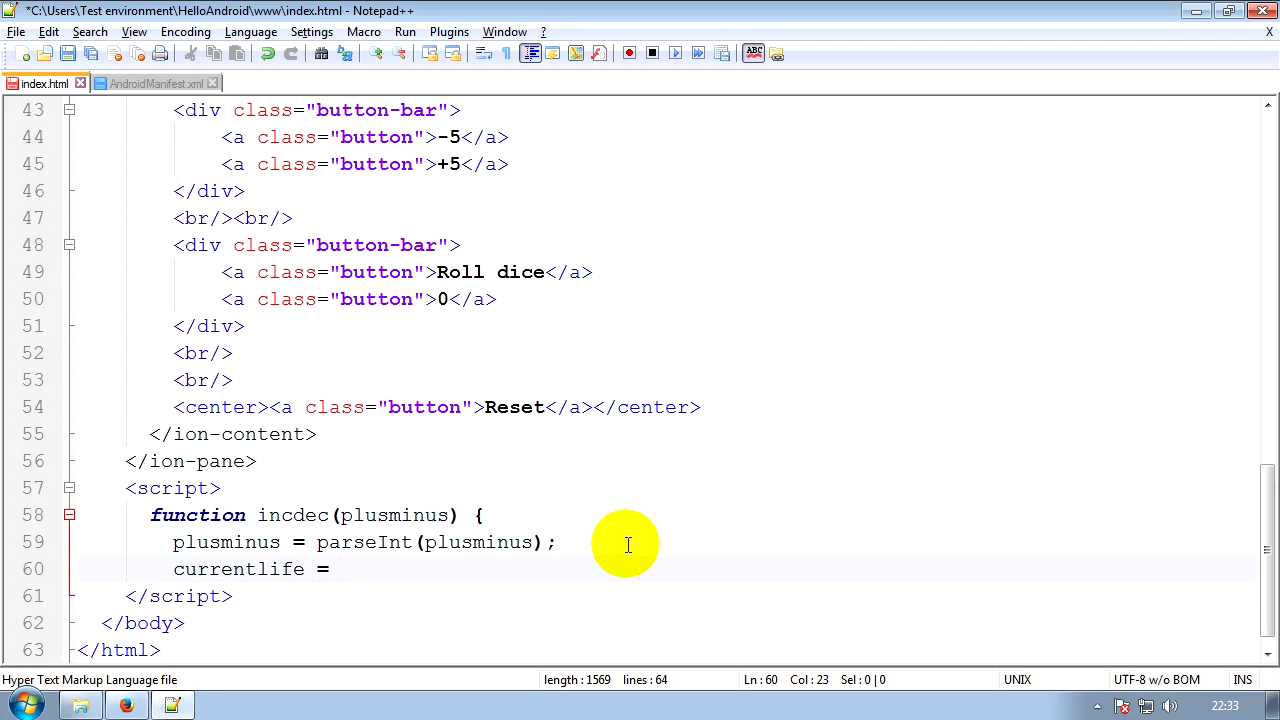 *C:\Users\Test environment\HelloAndroid\www\index.html - Notepad++
File Edit Search View Encoding Language Settings Macro Run Plugins Window ? X
ABC
index.html AndroidManifest.xml
43 <div class="button-bar">
44 <a class="button">-5</a>
45 <a class="button">+5</a>
46 </div>
47 <br/><br/>
48 <div class="button-bar">
49 <a class="button">Roll dice</a>
50 <a class="button">0</a>
51 </div>
52 <br/>
53 <br/>
54 <center><a class="button">Reset</a></center>
55 </ion-content>
56 </ion-pane>
57 <script>
58 function incdec(plusminus) {
59 plusminus = parseInt(plusminus);
60 currentlife =
61 </script>
62 </body>
63 </html>
Hyper Text Markup Language file length : 1569 lines : 64 Ln : 60 Col : 23 Sel : 0 | 0 UNIX UTF-8 w/o BOM INS
22:33